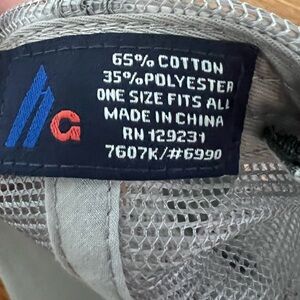 65% COTTON
35% POLYESTER
ONE SIZE FITS ALL
MADE IN CHINA
RN 129231
7607K/#6990